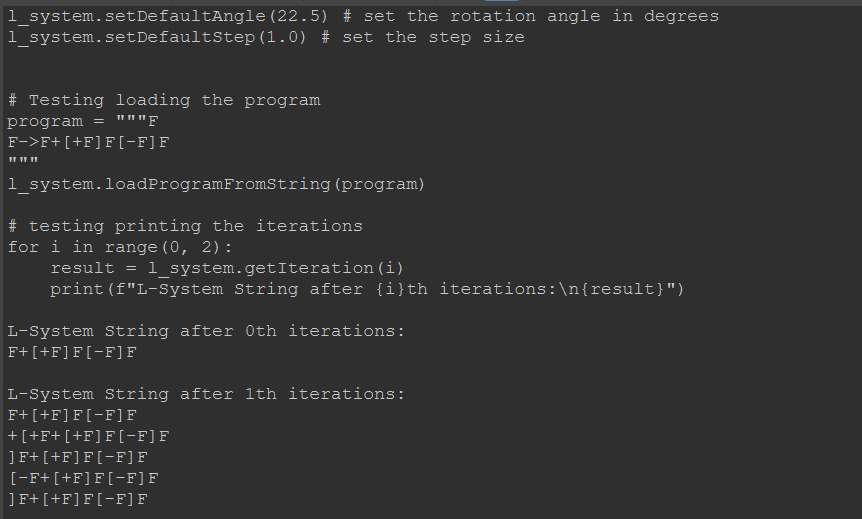 l_system.setDefaultAngle(22.5) # set the rotation angle in degrees
l_system.setDefaultStep(1.0) # set the step size
# Testing loading the program
program = """F
F->F+[+F]F[-F]F
"""
l_system.loadProgramFromString(program)
# testing printing the iterations
for i in range(0, 2):
    result = l_system.getIteration(i)
    print(f"L-System String after {i}th iterations:\n{result}")
L-System String after 0th iterations:
F+[+F]F[-F]F
L-System String after 1th iterations:
F+[+F]F[-F]F
+[+F+[+F]F[-F]F
]F+[+F]F[-F]F
[-F+[+F]F[-F]F
]F+[+F]F[-F]F